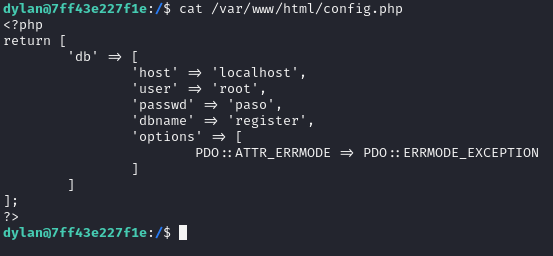 dylan@7ff43e227f1e:/$ cat /var/www/html/config.php
<?php
return [
        'db' => [
                'host' => 'localhost',
                'user' => 'root',
                'passwd' => 'paso',
                'dbname' => 'register',
                'options' => [
                        PDO::ATTR_ERRMODE => PDO::ERRMODE_EXCEPTION
                ]
        ]
];
?>
dylan@7ff43e227f1e:/$